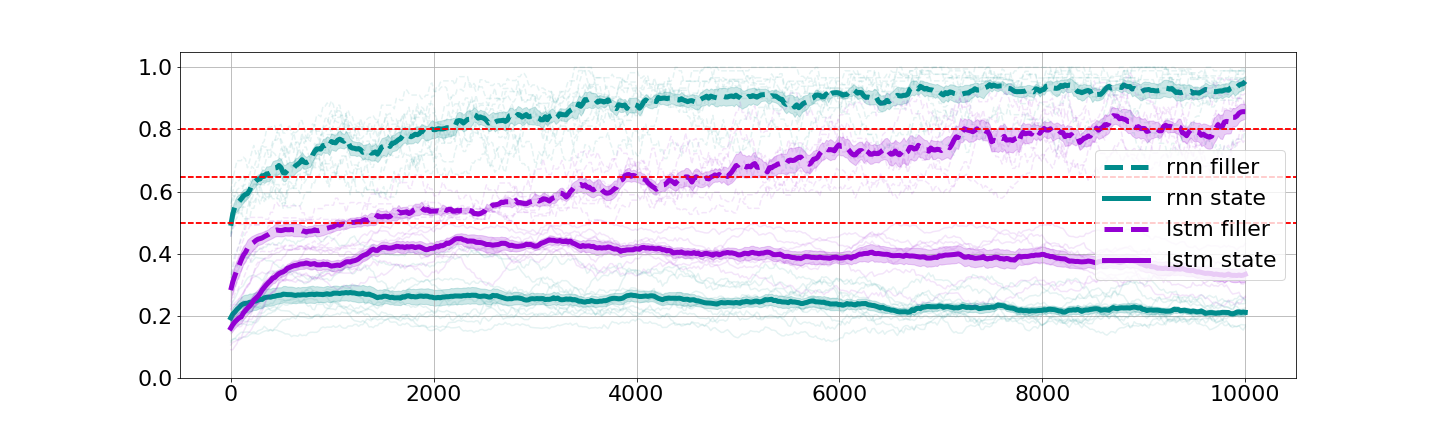 1.0
0.8
0.6
0.4
0.2
0.0
0 2000 4000 6000 8000 10000
rnn filler
rnn state
lstm filler
lstm state